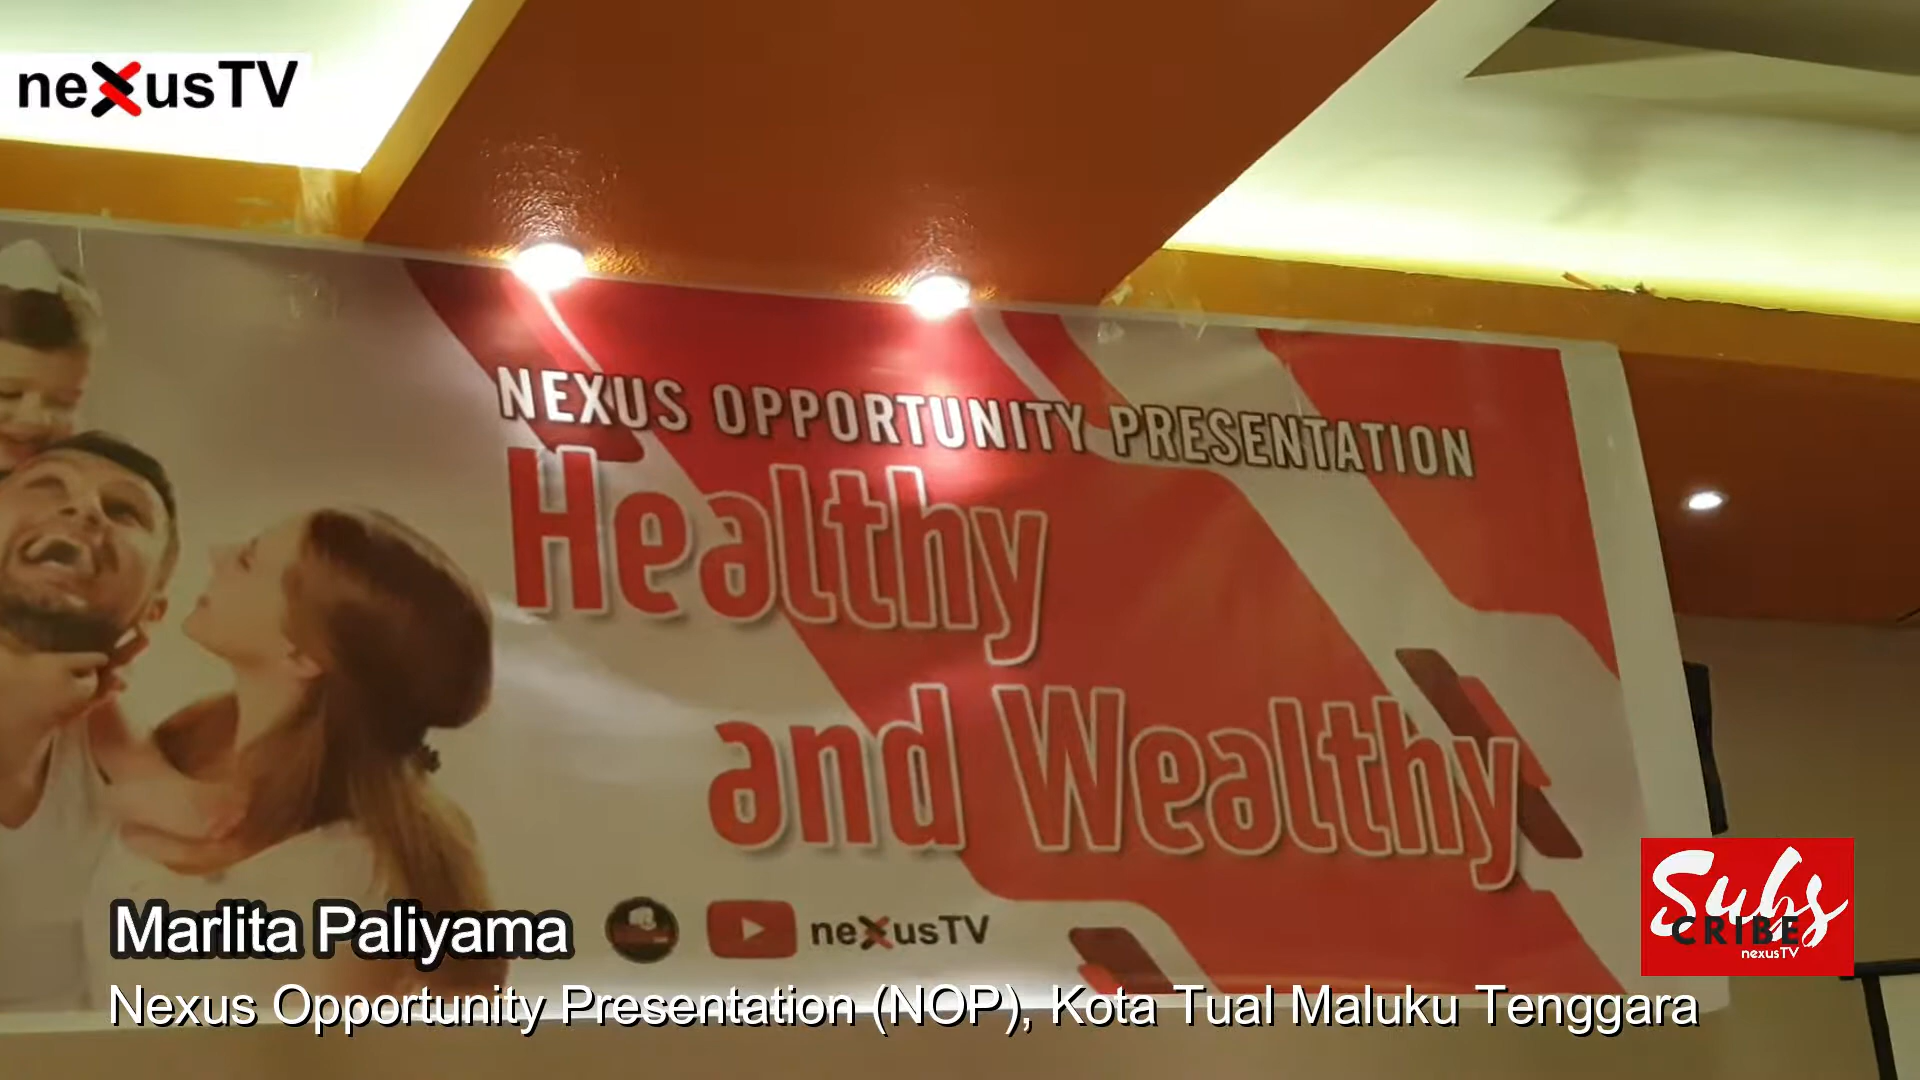 neXusTV
NEXUS OPPORTUNITY PRESENTATION
Healthy
and Wealthy
neXusTV
Marlita Paliyama
Nexus Opportunity Presentation (NOP), Kota Tual Maluku Tenggara
Subs
CRIBE
nexusTV